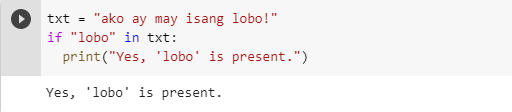 txt = "ako ay may isang lobo!"
if "lobo" in txt:
  print("Yes, 'lobo' is present.")
Yes, 'lobo' is present.